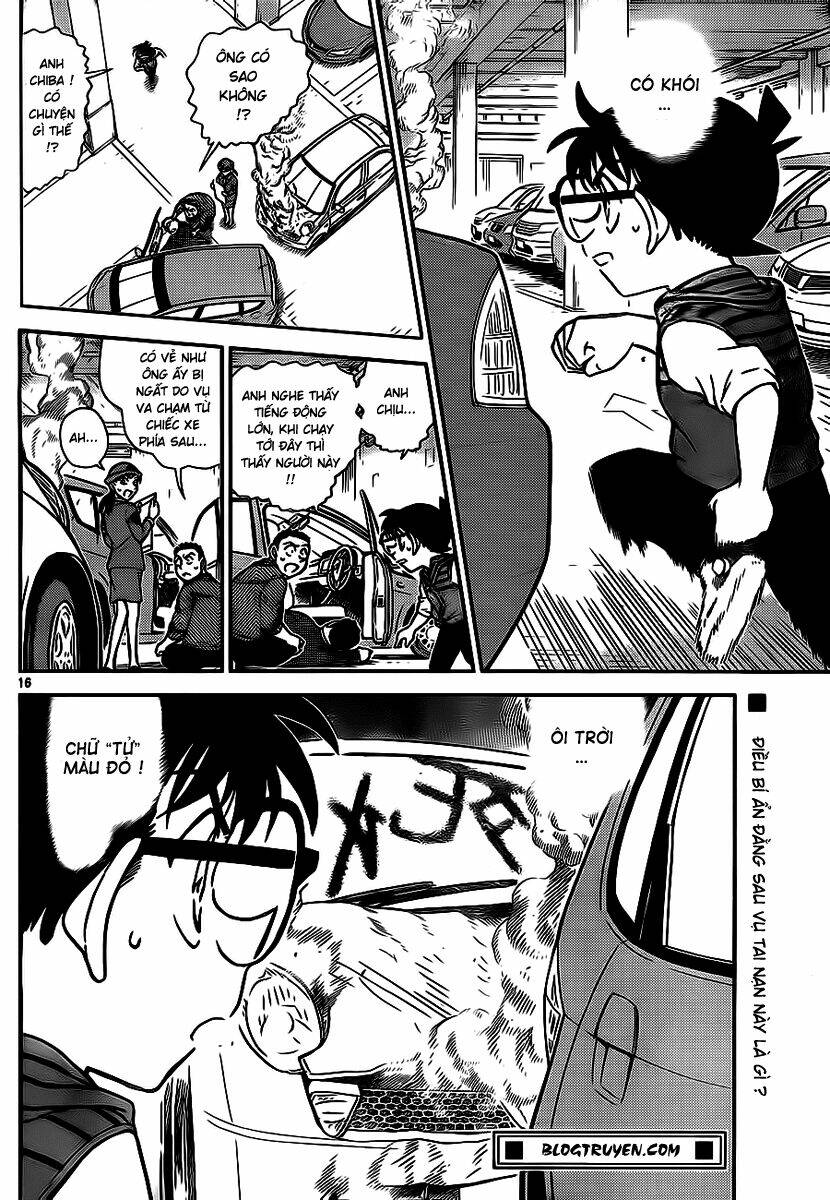 CÓ KHÓI
...
ÔNG CÓ
SAO
KHÔNG
!?
ANH
CHIBA !
CÓ
CHUYỆN
GÌ THẾ
!?
ANH
CHỊU...
ANH NGHE THẤY
TIẾNG ĐỘNG
LỚN, KHI CHẠY
TỚI ĐÂY THÌ
THẤY NGƯỜI NÀY
!!
CÓ VẺ NHƯ
ÔNG ẤY BỊ
NGẤT DO VỤ
VA CHẠM TỪ
CHIẾC XE
PHÍA SAU...
AH...
16
ÔI TRỜI
...
CHỮ "TỬ"
MÀU ĐỎ !
ĐIỀU BÍ ẨN ĐẰNG SAU VỤ TAI NẠN NÀY LÀ GÌ ?
BLOGTRUYEN.COM